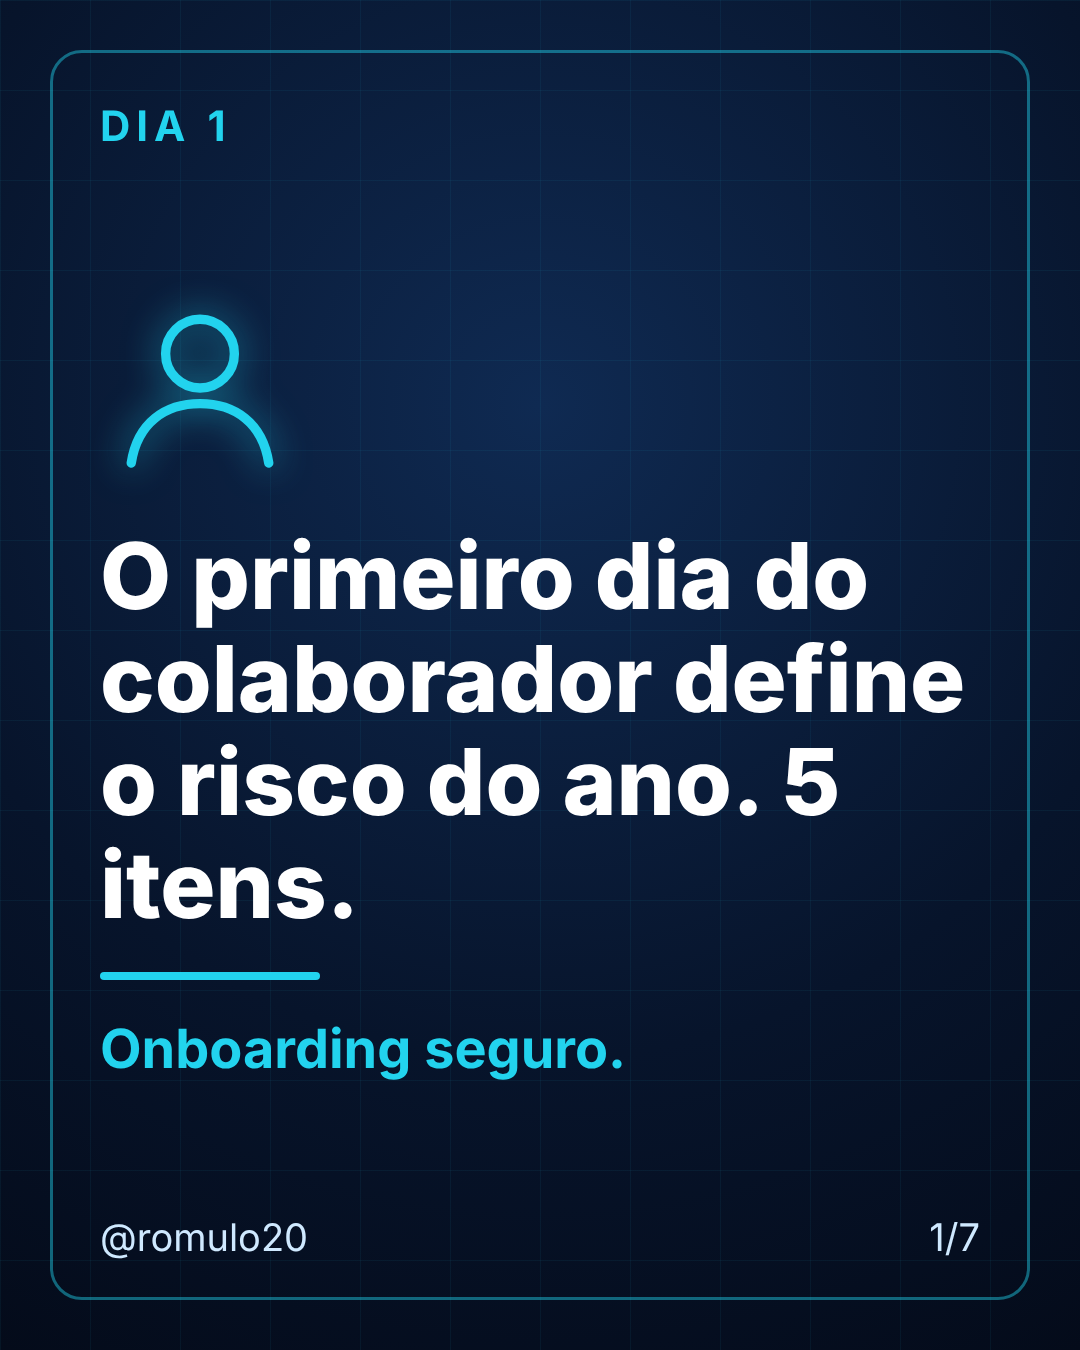 DIA 1
O primeiro dia do
colaborador define
o risco do ano. 5
itens.
Onboarding seguro.
@romulo20
1/7